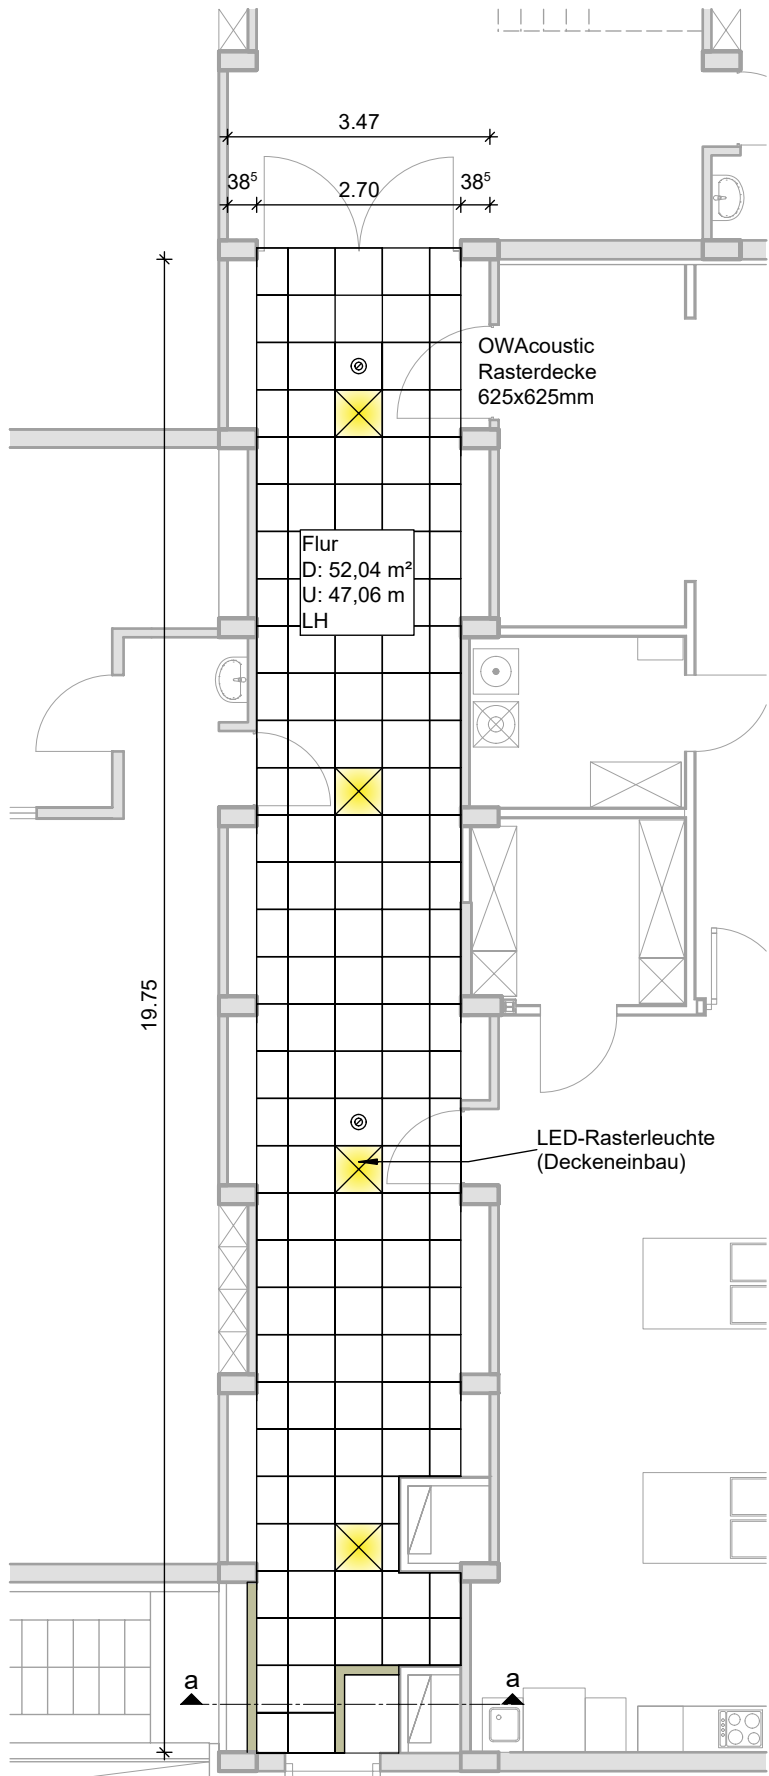 3.47
38⁵ 2.70 38⁵
OWAcoustic
Rasterdecke
625x625mm
Flur
D: 52,04 m²
U: 47,06 m
LH
19.75
LED-Rasterleuchte
(Deckeneinbau)
a a